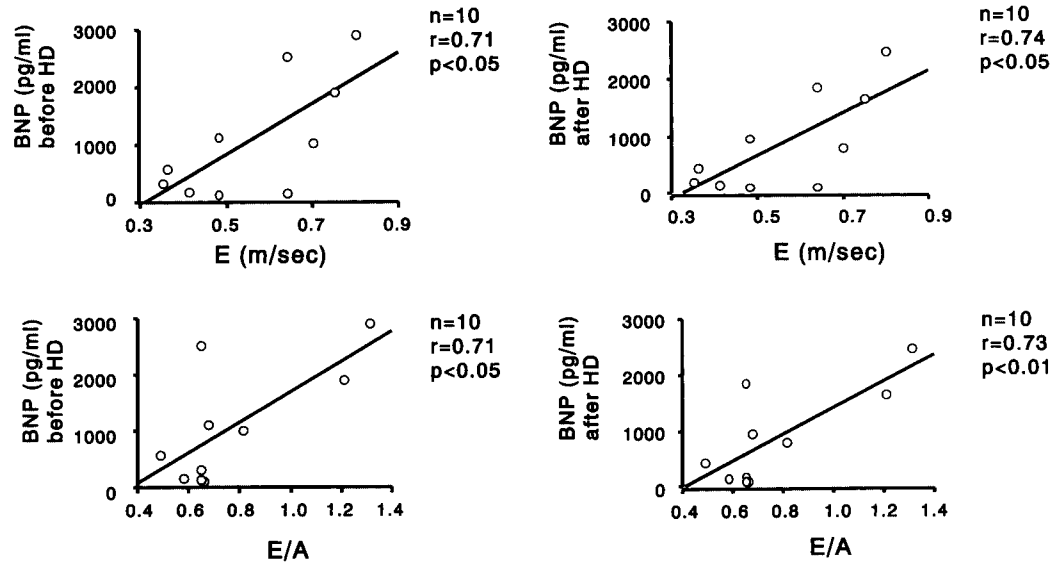 BNP (pg/ml)
before HD
3000
2000
1000
0
0.3
0.5
0.7
0.9
E (m/sec)
n=10
r=0.71
p<0.05
BNP (pg/ml)
after HD
3000
2000
1000
0
0.3
0.5
0.7
0.9
E (m/sec)
n=10
r=0.74
p<0.05
BNP (pg/ml)
before HD
3000
2000
1000
0
0.4
0.6
0.8
1.0
1.2
1.4
E/A
n=10
r=0.71
p<0.05
BNP (pg/ml)
after HD
3000
2000
1000
0
0.4
0.6
0.8
1.0
1.2
1.4
E/A
n=10
r=0.73
p<0.01